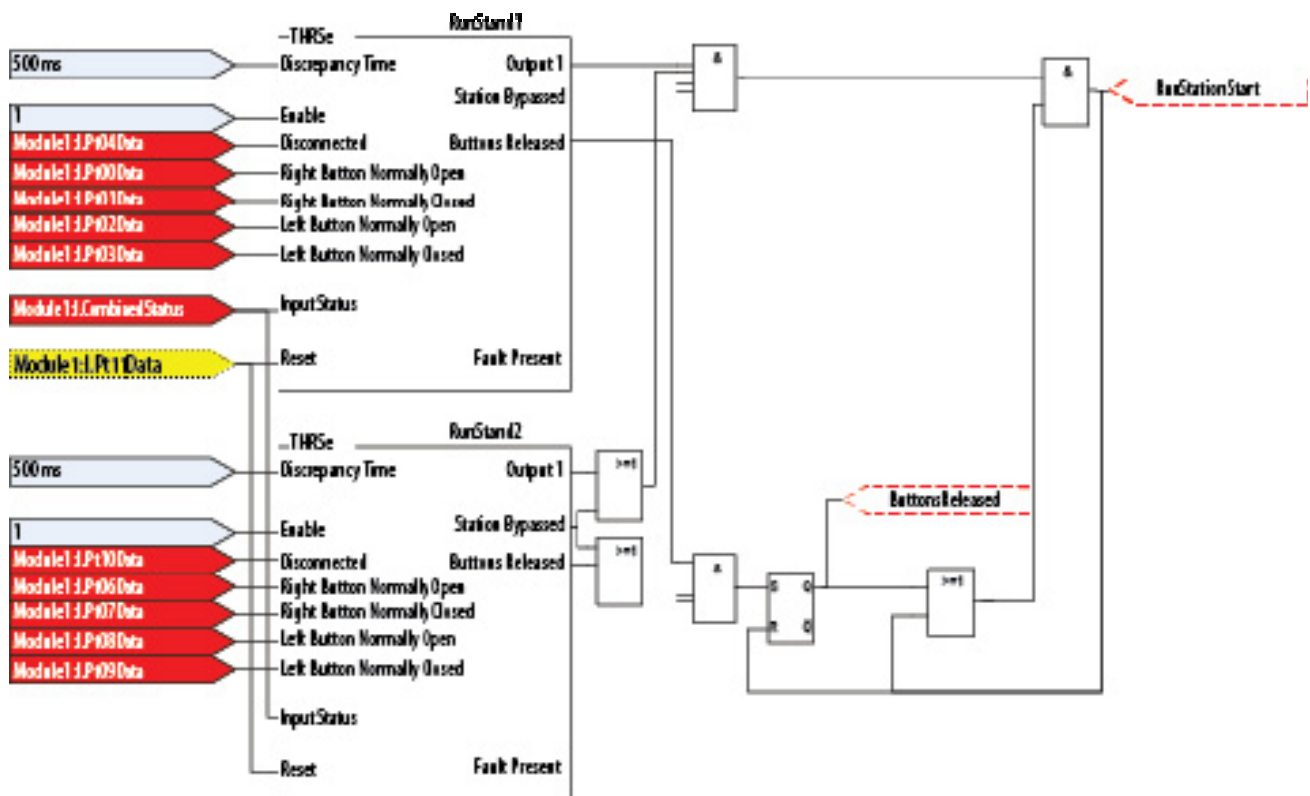 RunStand1
THRSe
500 ms
Discrepancy Time
Output 1
Station Bypassed
1
Enable
Module1:I.Pt04Data
Disconnected
Buttons Released
Module1:I.Pt00Data
Right Button Normally Open
Module1:I.Pt01Data
Right Button Normally Closed
Module1:I.Pt02Data
Left Button Normally Open
Module1:I.Pt03Data
Left Button Normally Closed
Module1:I.CombinedStatus
Input Status
Module1:I.Pt11Data
Reset
Fault Present
&
&
RunStationStart
RunStand2
THRSe
500 ms
Discrepancy Time
Output 1
>=1
1
Enable
Station Bypassed
Module1:I.Pt10Data
Disconnected
Buttons Released
>=1
Module1:I.Pt06Data
Right Button Normally Open
Module1:I.Pt07Data
Right Button Normally Closed
Module1:I.Pt08Data
Left Button Normally Open
Module1:I.Pt09Data
Left Button Normally Closed
Input Status
Reset
Fault Present
ButtonsReleased
&
S Q
R Q
>=1